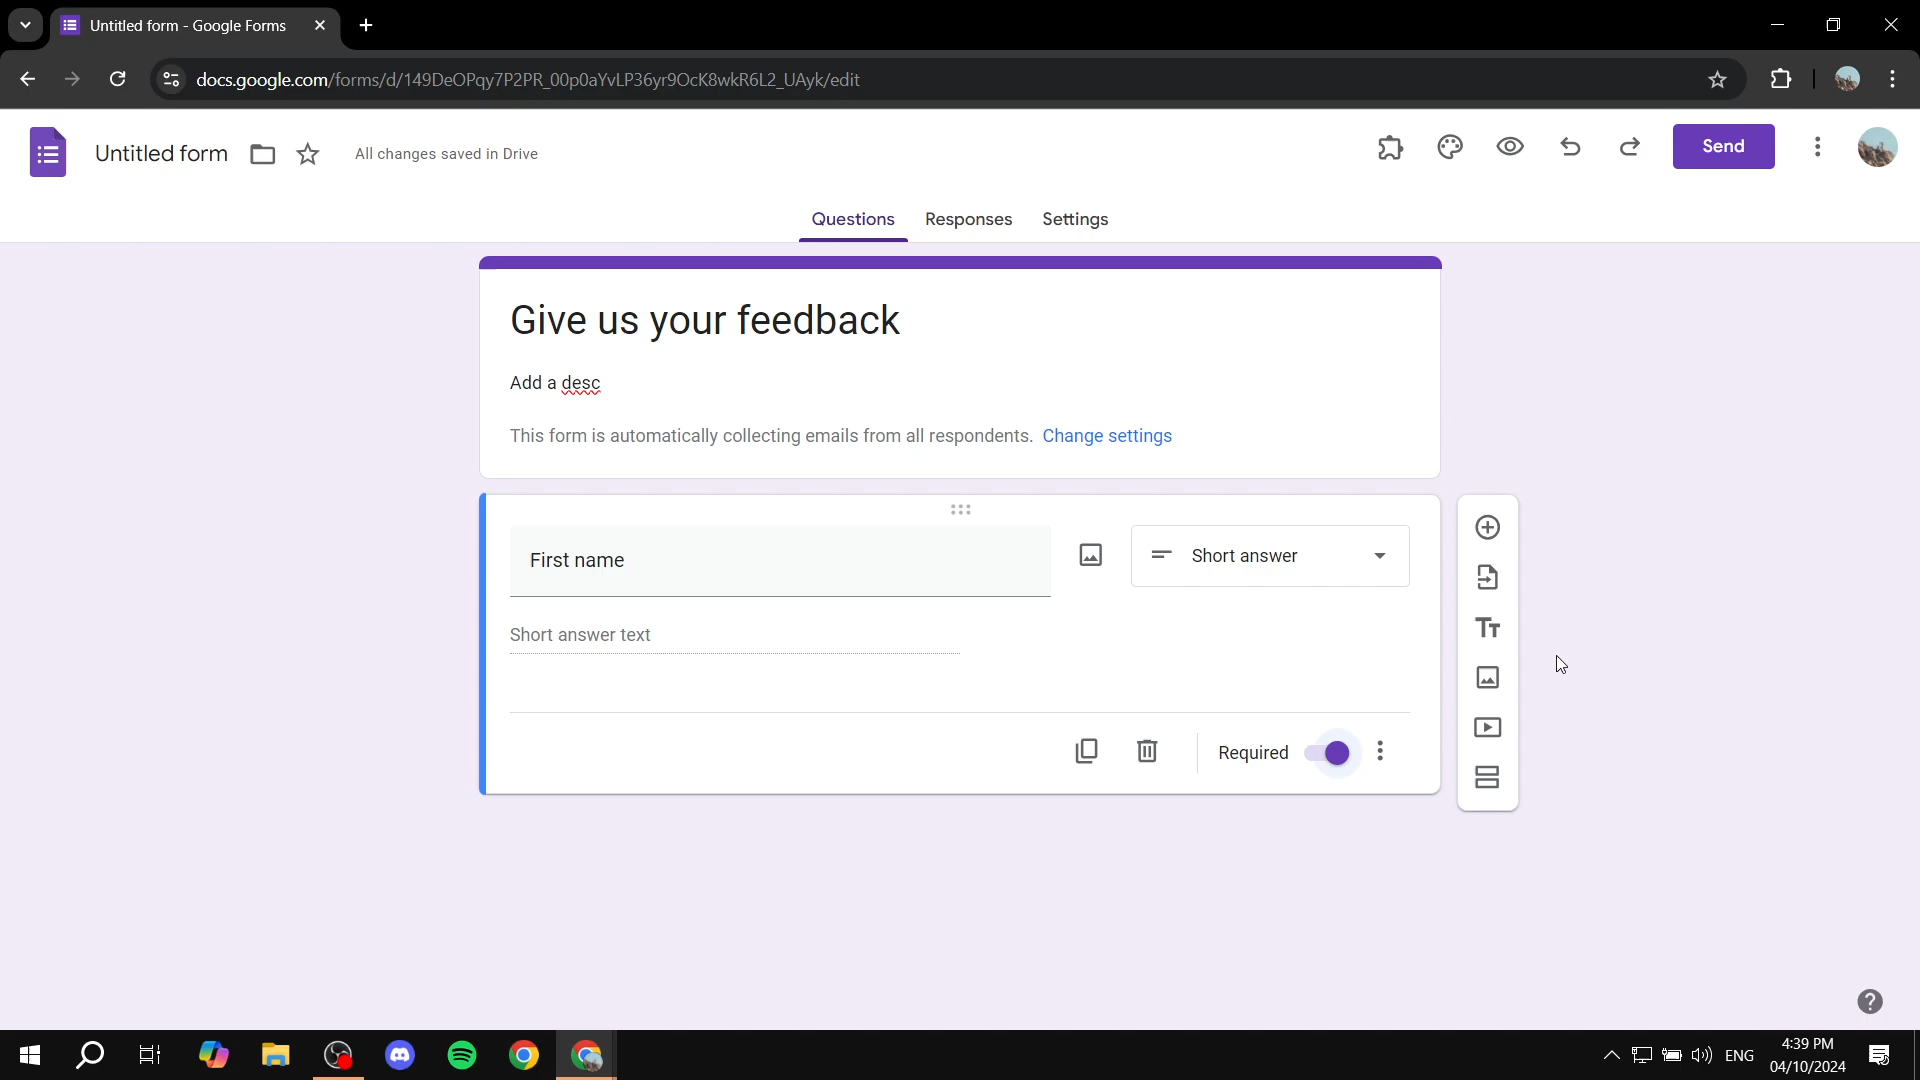 Untitled form - Google Forms
docs.google.com/forms/d/149DeOPqy7P2PR_00p0aYvLP36yr9OcK8wkR6L2_UAyk/edit
Untitled form
All changes saved in Drive
Send
Questions Responses Settings
Give us your feedback
Add a desc
This form is automatically collecting emails from all respondents. Change settings
First name
Short answer
Short answer text
Required
ENG
4:39 PM
04/10/2024